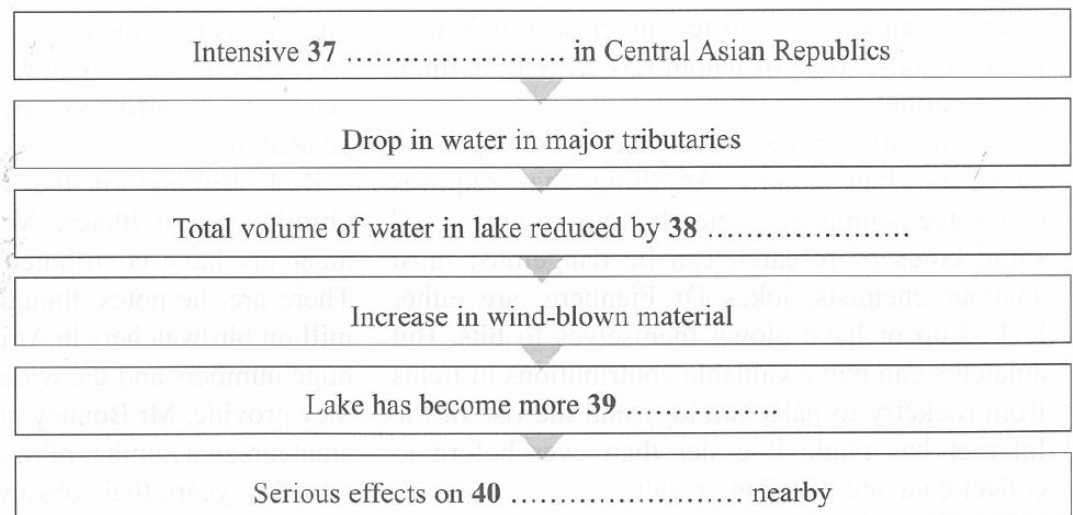 Intensive 37 ........................ in Central Asian Republics
Drop in water in major tributaries
Total volume of water in lake reduced by 38 ........................
Increase in wind-blown material
Lake has become more 39..................
Serious effects on 40 ........................ nearby